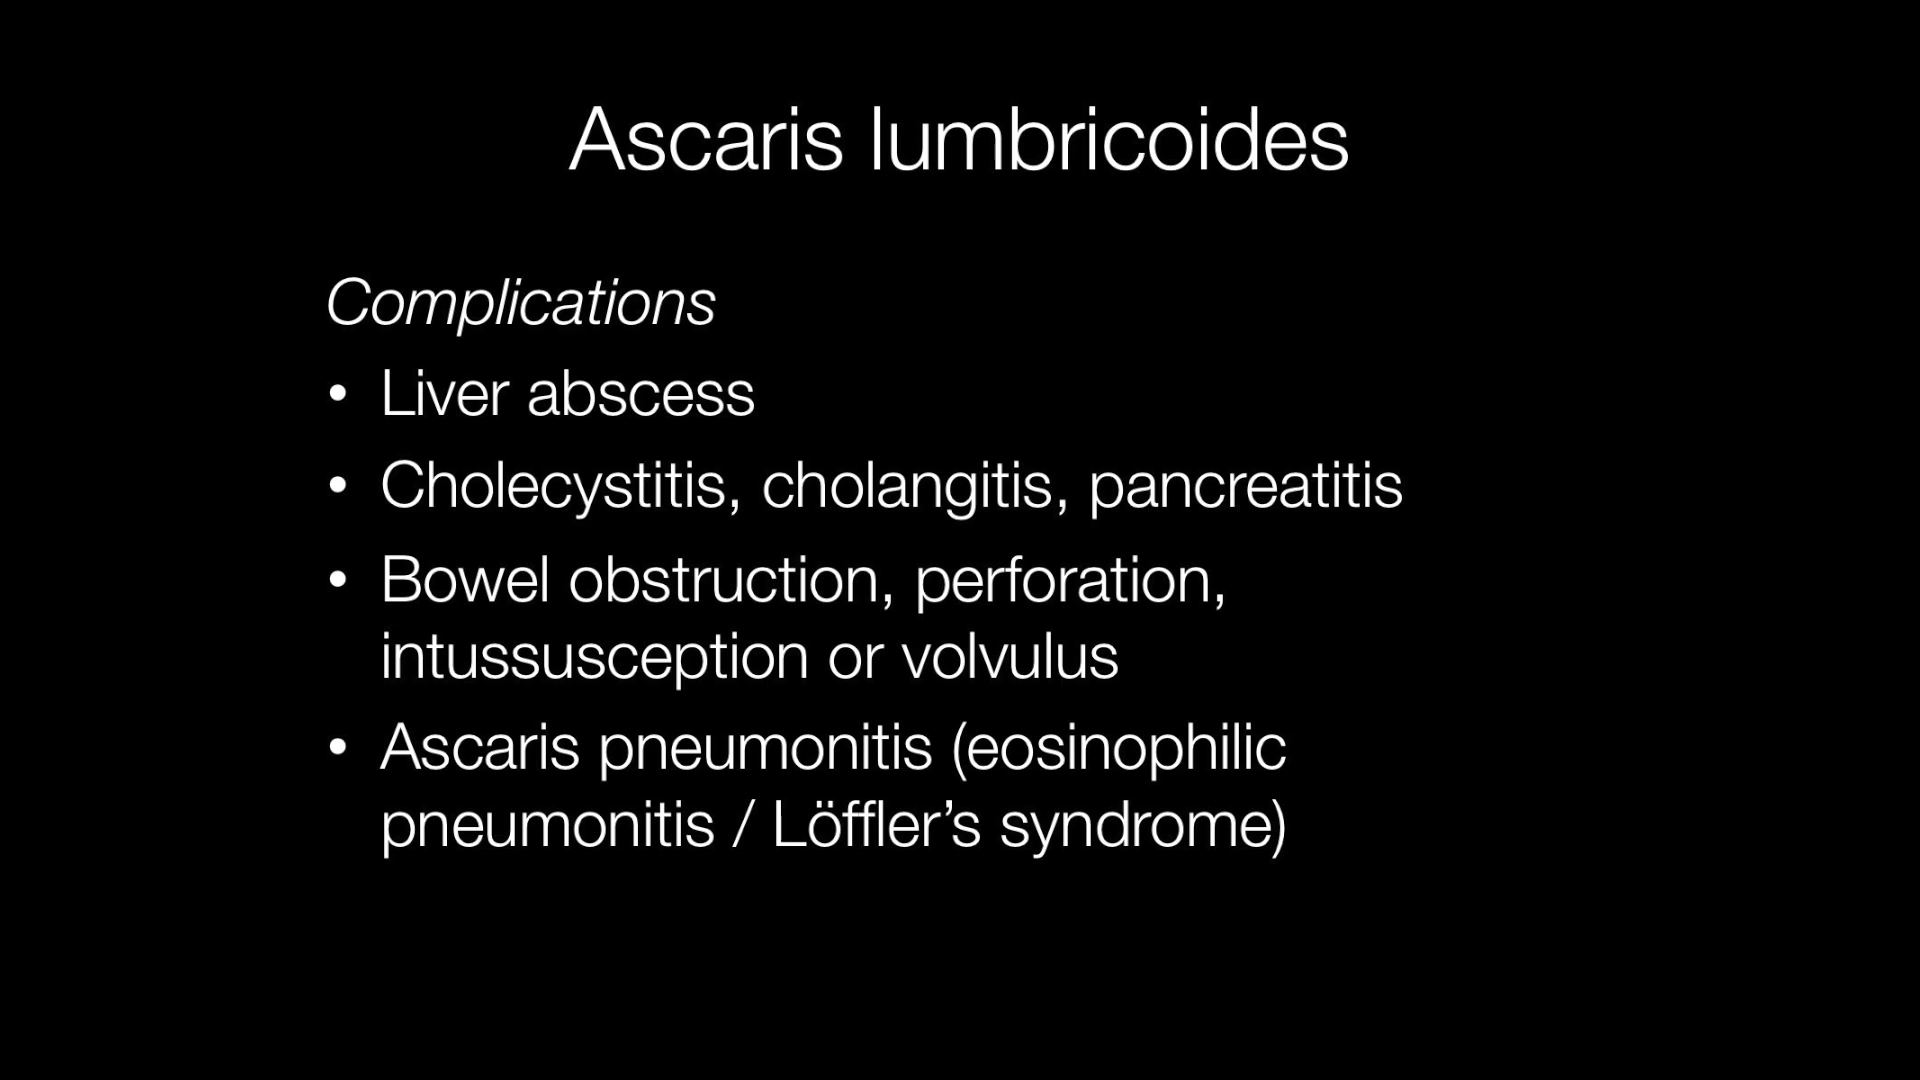 Ascaris lumbricoides
Complications
• Liver abscess
• Cholecystitis, cholangitis, pancreatitis
• Bowel obstruction, perforation,
intussusception or volvulus
• Ascaris pneumonitis (eosinophilic
pneumonitis / Löffler’s syndrome)